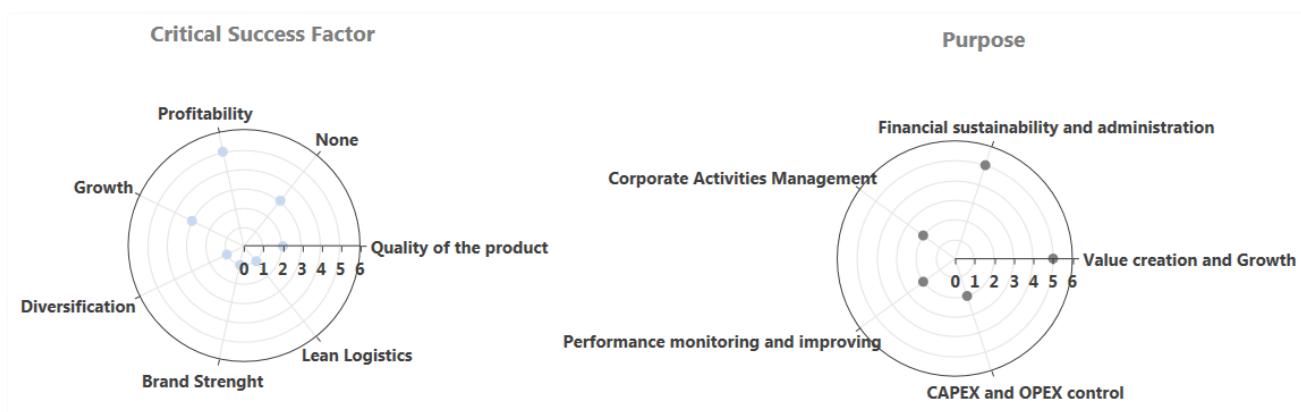 Critical Success Factor
Profitability
None
Growth
Quality of the product
0 1 2 3 4 5 6
Diversification
Lean Logistics
Brand Strenght
Purpose
Financial sustainability and administration
Corporate Activities Management
Value creation and Growth
0 1 2 3 4 5 6
Performance monitoring and improving
CAPEX and OPEX control